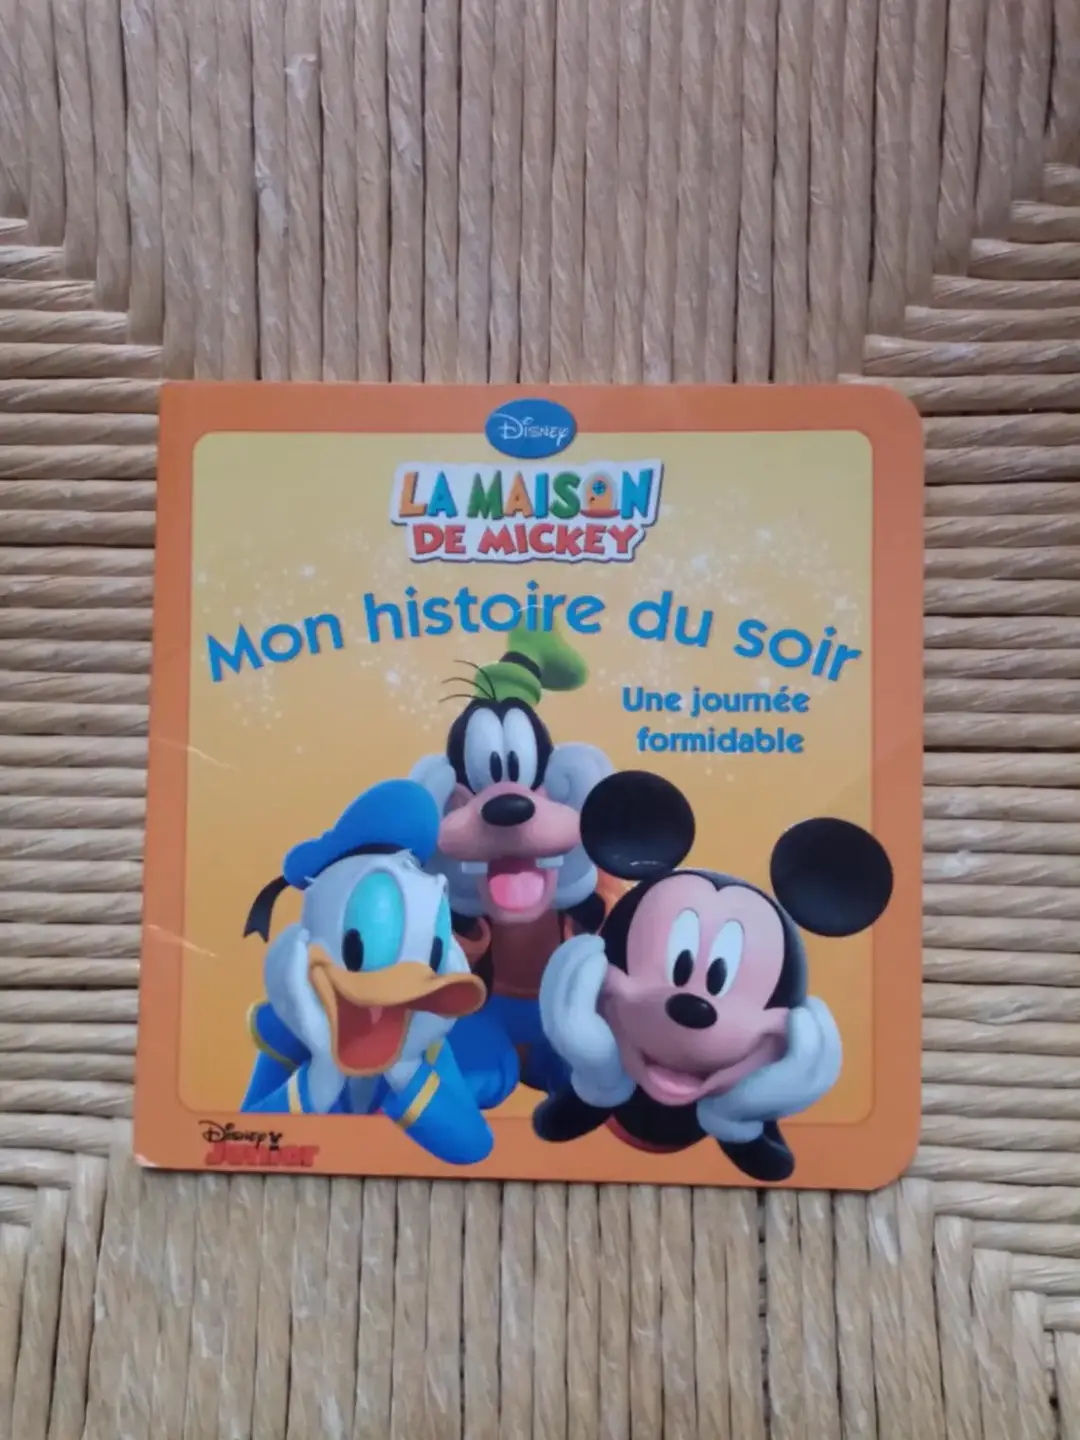 Disney
LA MAISON
DE MICKEY
Mon histoire du soir
Une journée
formidable
Disney
Junior